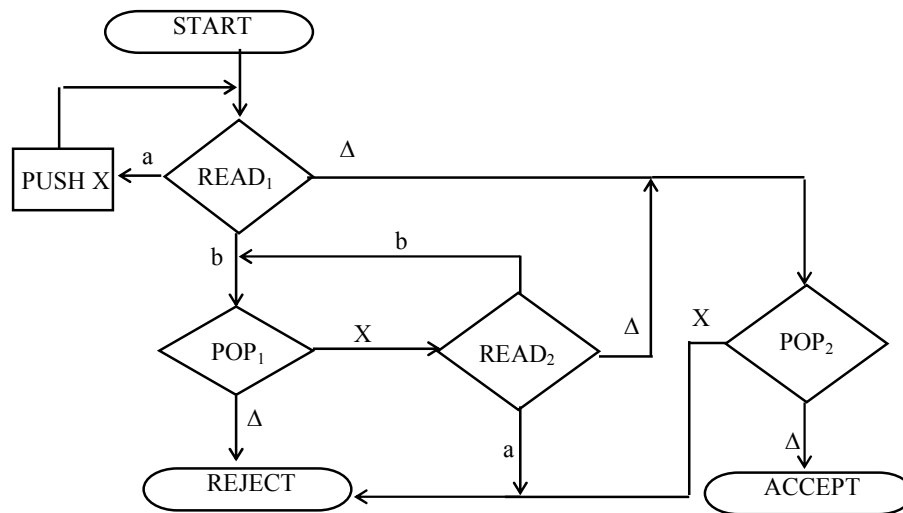 START
a
Δ
PUSH X
READ₁
b
b
X
Δ
X
POP₁
READ₂
POP₂
Δ
a
Δ
REJECT
ACCEPT